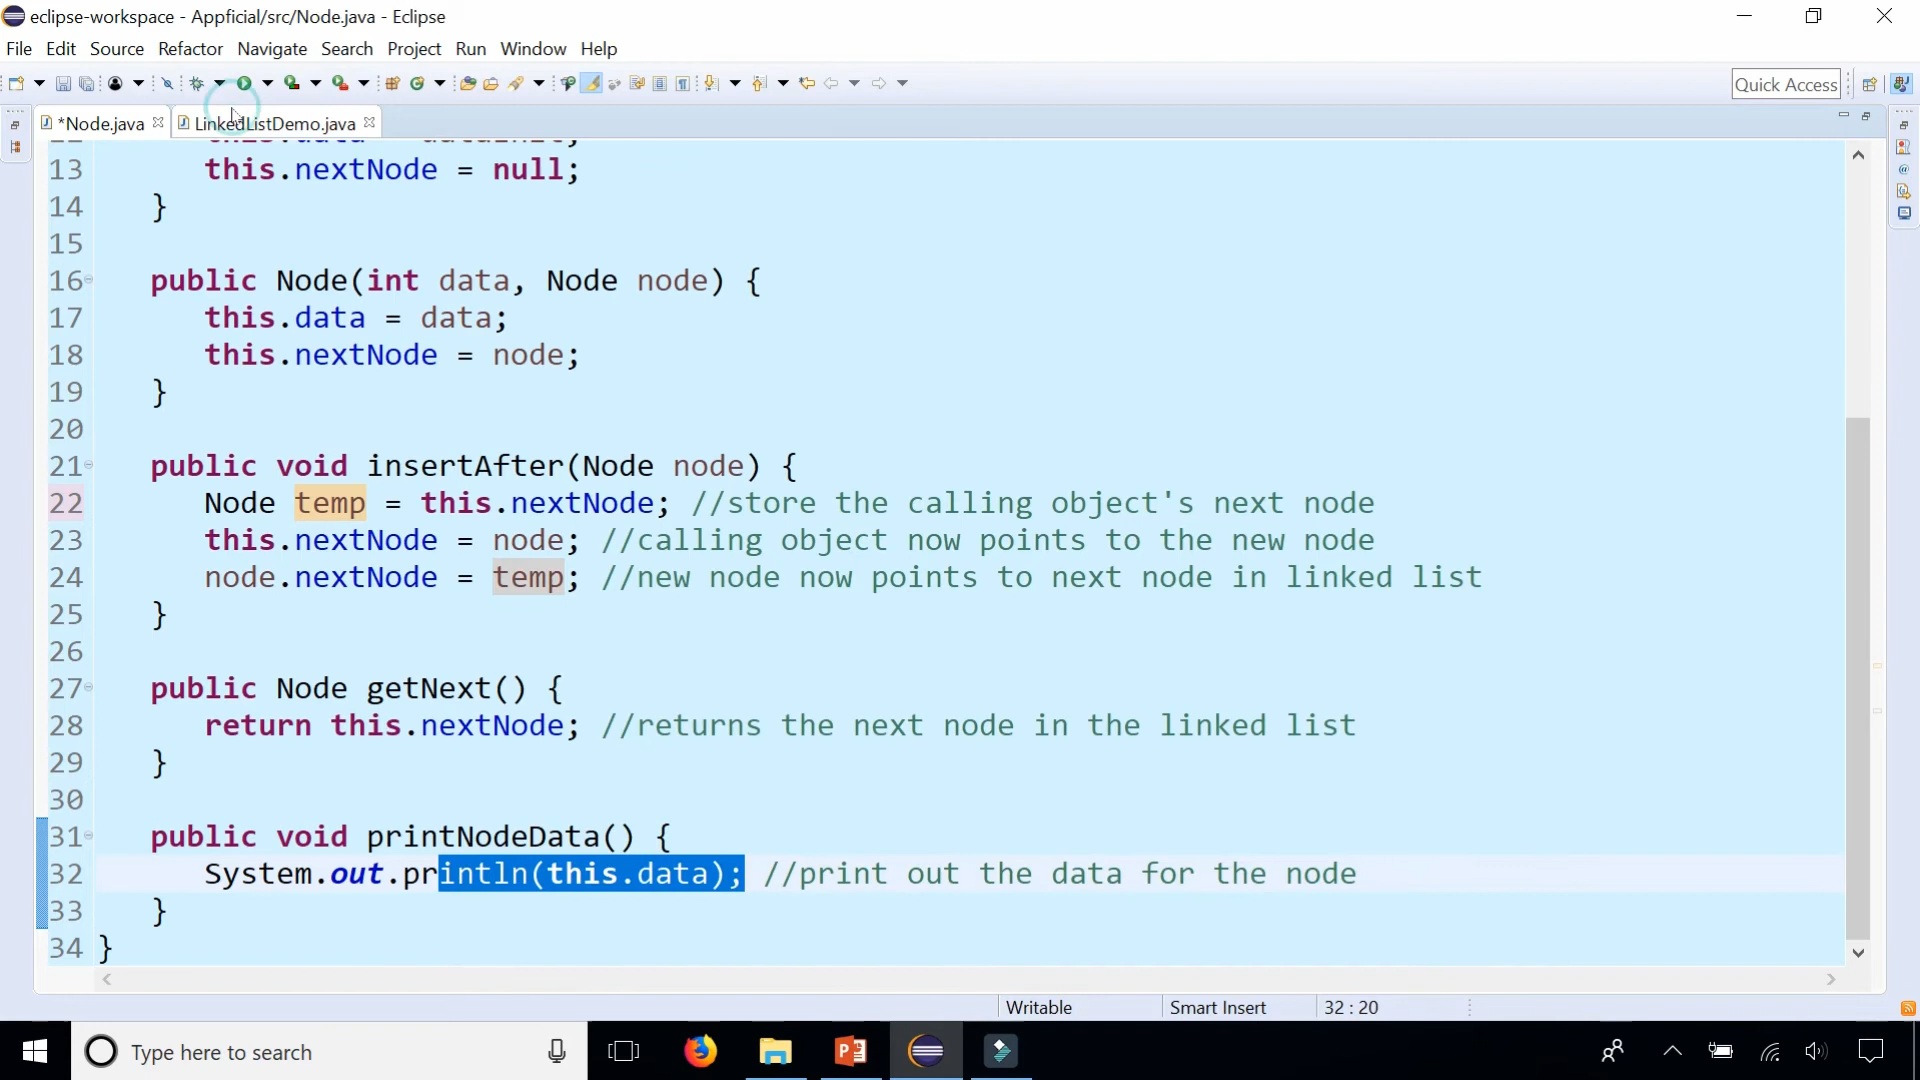 eclipse-workspace - Appficial/src/Node.java - Eclipse
File Edit Source Refactor Navigate Search Project Run Window Help
Quick Access
*Node.java LinkedListDemo.java
13 this.nextNode = null;
14 }
15
16 public Node(int data, Node node) {
17 this.data = data;
18 this.nextNode = node;
19 }
20
21 public void insertAfter(Node node) {
22 Node temp = this.nextNode; //store the calling object's next node
23 this.nextNode = node; //calling object now points to the new node
24 node.nextNode = temp; //new node now points to next node in linked list
25 }
26
27 public Node getNext() {
28 return this.nextNode; //returns the next node in the linked list
29 }
30
31 public void printNodeData() {
32 System.out.println(this.data); //print out the data for the node
33 }
34 }
Writable Smart Insert 32 : 20
Type here to search